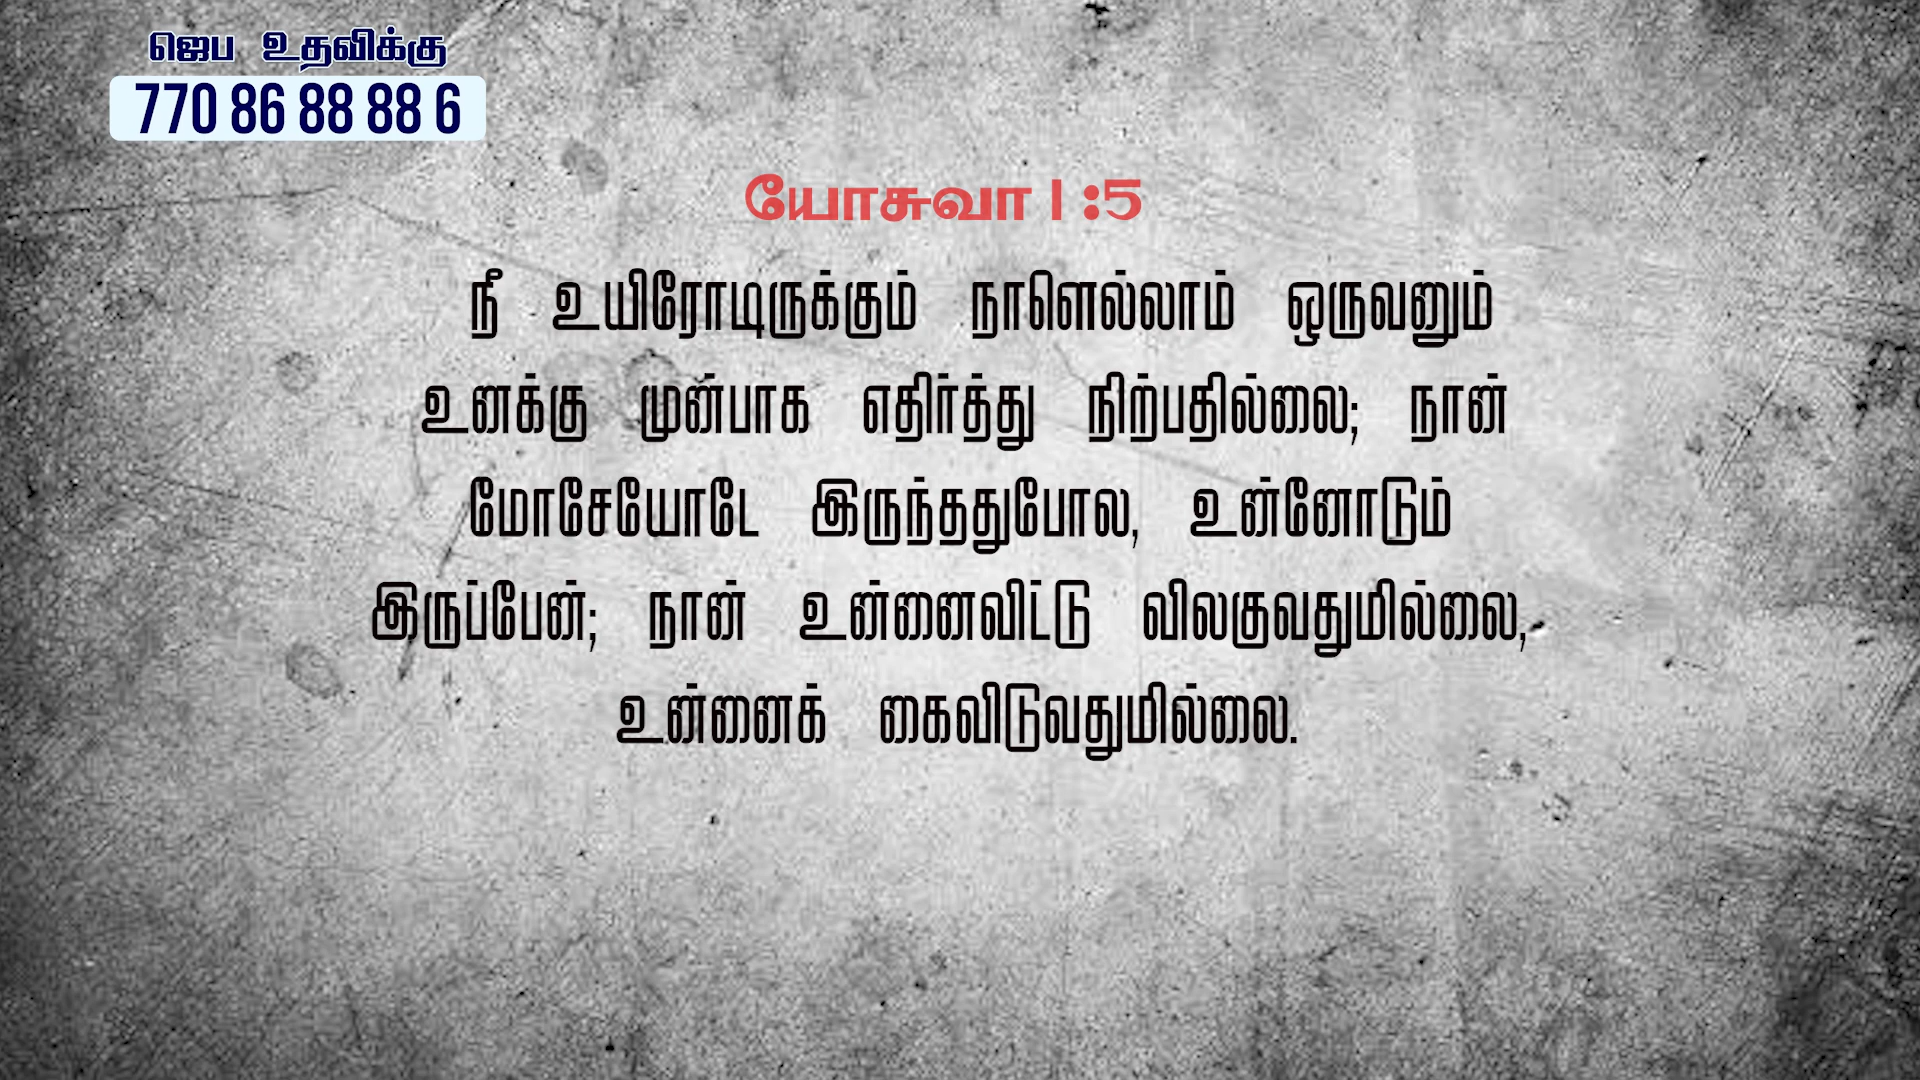 ஜெப உதவிக்கு
770 86 88 88 6
யோசுவா 1:5
நீ உயிரோடிருக்கும் நாளெல்லாம் ஒருவனும்
உனக்கு முன்பாக எதிர்த்து நிற்பதில்லை; நான்
மோசேயோடே இருந்ததுபோல, உன்னோடும்
இருப்பேன்; நான் உன்னைவிட்டு விலகுவதுமில்லை,
உன்னைக் கைவிடுவதுமில்லை.